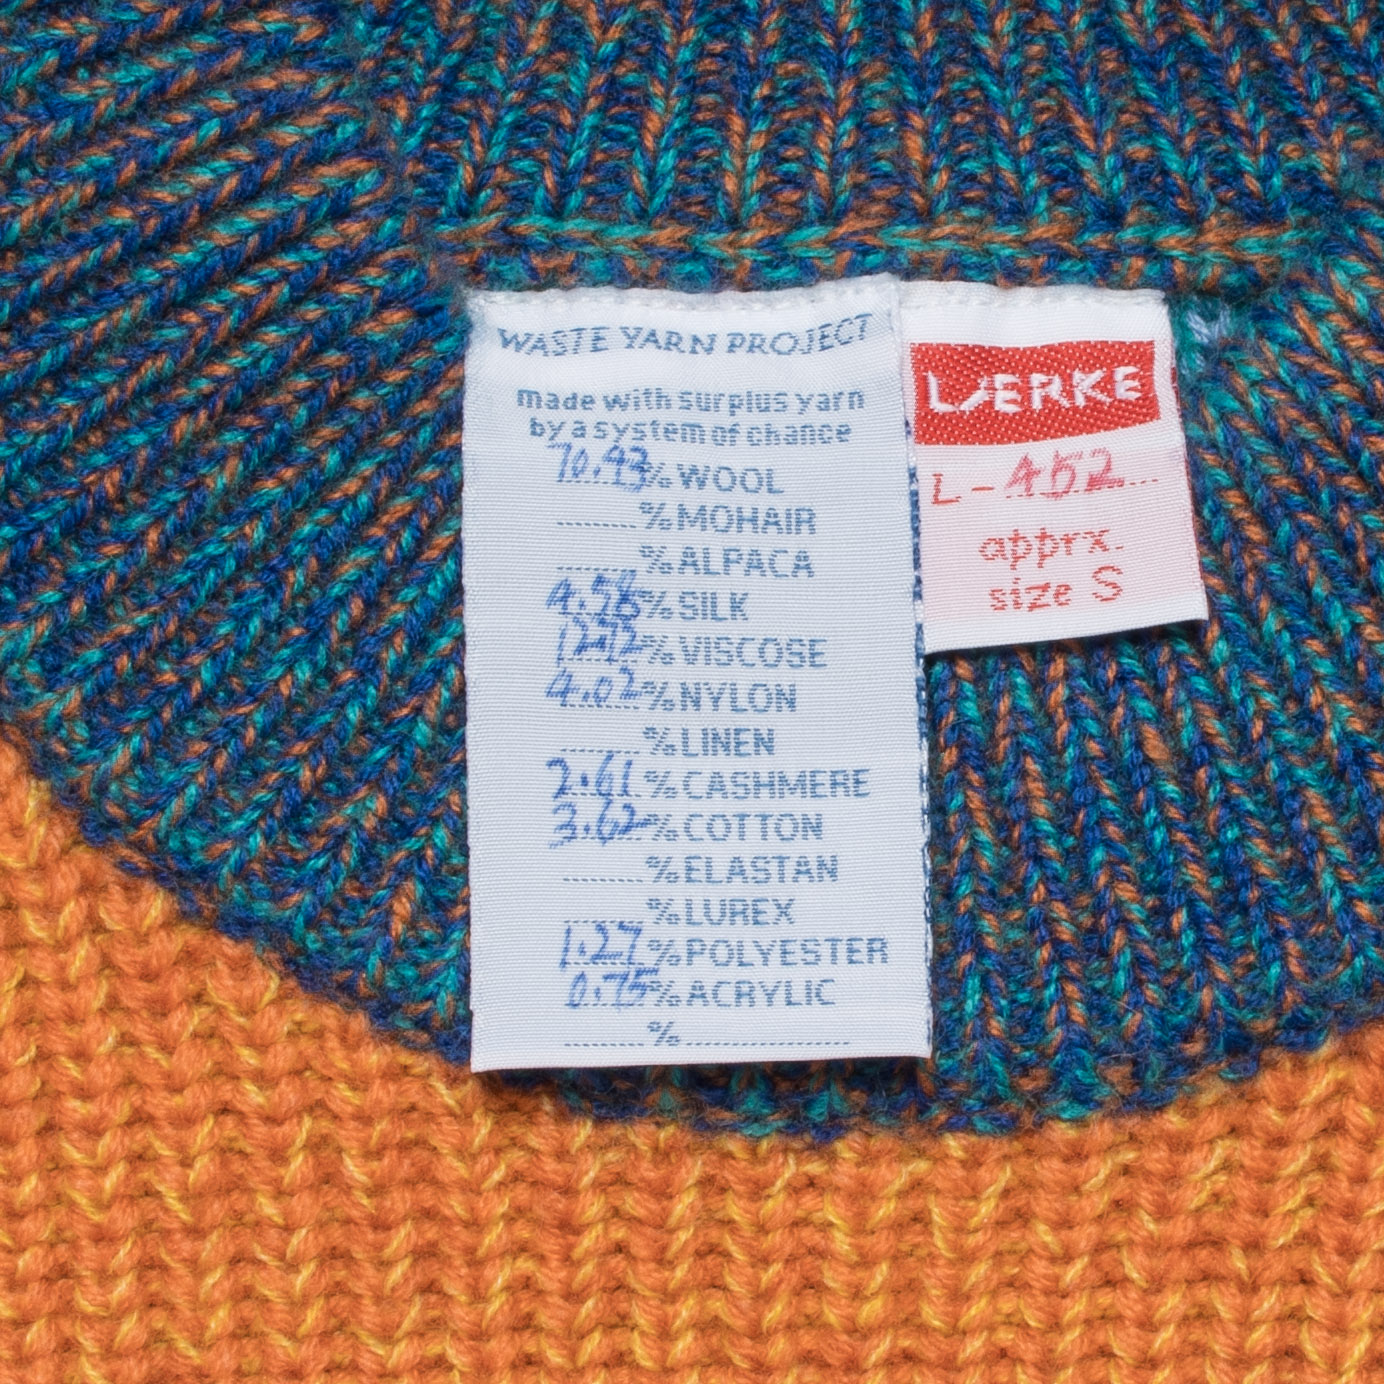 WASTE YARN PROJECT
made with surplus yarn
by a system of chance
70.43% WOOL
% MOHAIR
% ALPACA
4.58% SILK
12.72% VISCOSE
4.02% NYLON
% LINEN
2.61% CASHMERE
3.62% COTTON
% ELASTAN
% LUREX
1.27% POLYESTER
0.75% ACRYLIC
%
LÆRKE
L-452
apprx.
size S